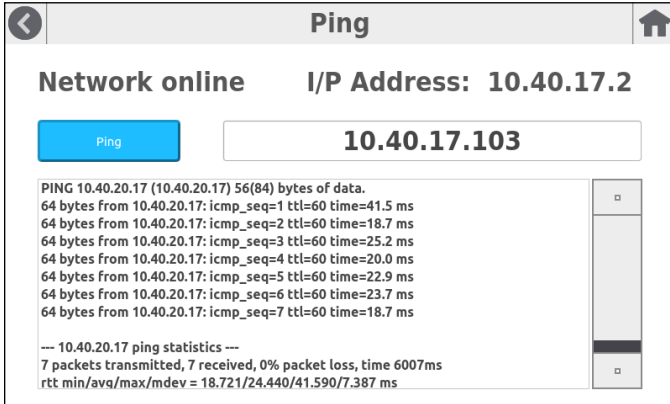 Ping
Network online I/P Address: 10.40.17.2
Ping 10.40.17.103
PING 10.40.20.17 (10.40.20.17) 56(84) bytes of data.
64 bytes from 10.40.20.17: icmp_seq=1 ttl=60 time=41.5 ms
64 bytes from 10.40.20.17: icmp_seq=2 ttl=60 time=18.7 ms
64 bytes from 10.40.20.17: icmp_seq=3 ttl=60 time=25.2 ms
64 bytes from 10.40.20.17: icmp_seq=4 ttl=60 time=20.0 ms
64 bytes from 10.40.20.17: icmp_seq=5 ttl=60 time=22.9 ms
64 bytes from 10.40.20.17: icmp_seq=6 ttl=60 time=23.7 ms
64 bytes from 10.40.20.17: icmp_seq=7 ttl=60 time=18.7 ms
--- 10.40.20.17 ping statistics ---
7 packets transmitted, 7 received, 0% packet loss, time 6007ms
rtt min/avg/max/mdev = 18.721/24.440/41.590/7.387 ms